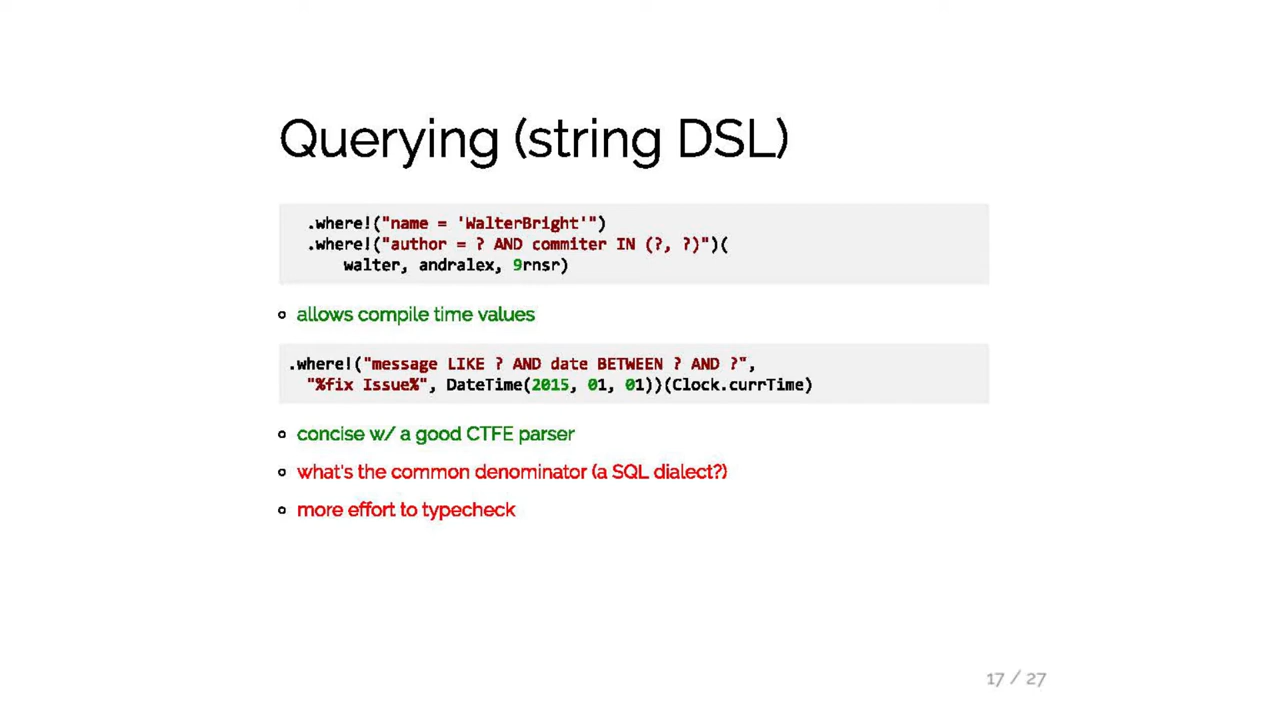 Querying (string DSL)
.where!("name = 'WalterBright'")
.where!("author = ? AND commiter IN (?, ?)")(
walter, andralex, 9rnsr)
allows compile time values
.where!("message LIKE ? AND date BETWEEN ? AND ?",
"%fix Issue%", DateTime(2015, 01, 01))(Clock.currTime)
concise w/ a good CTFE parser
what's the common denominator (a SQL dialect?)
more effort to typecheck
17 / 27